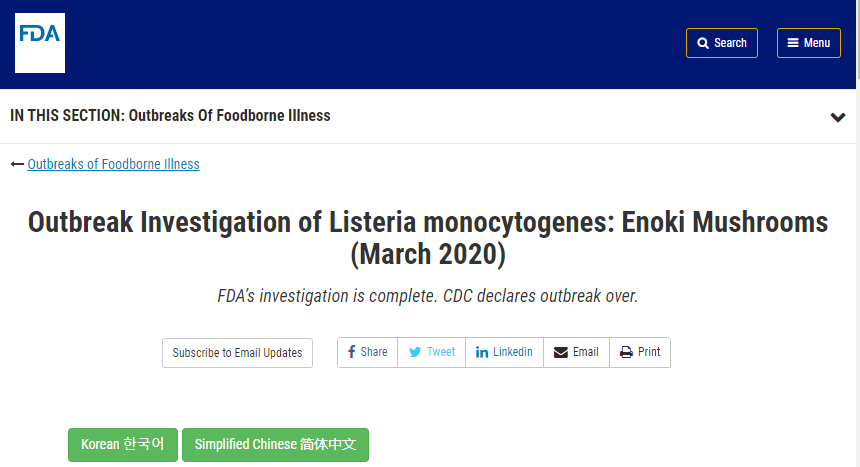 FDA
Search
Menu
IN THIS SECTION: Outbreaks Of Foodborne Illness
Outbreaks of Foodborne Illness
Outbreak Investigation of Listeria monocytogenes: Enoki Mushrooms
(March 2020)
FDA's investigation is complete. CDC declares outbreak over.
Subscribe to Email Updates
Share
Tweet
Linkedin
Email
Print
Korean 한국어
Simplified Chinese 简体中文